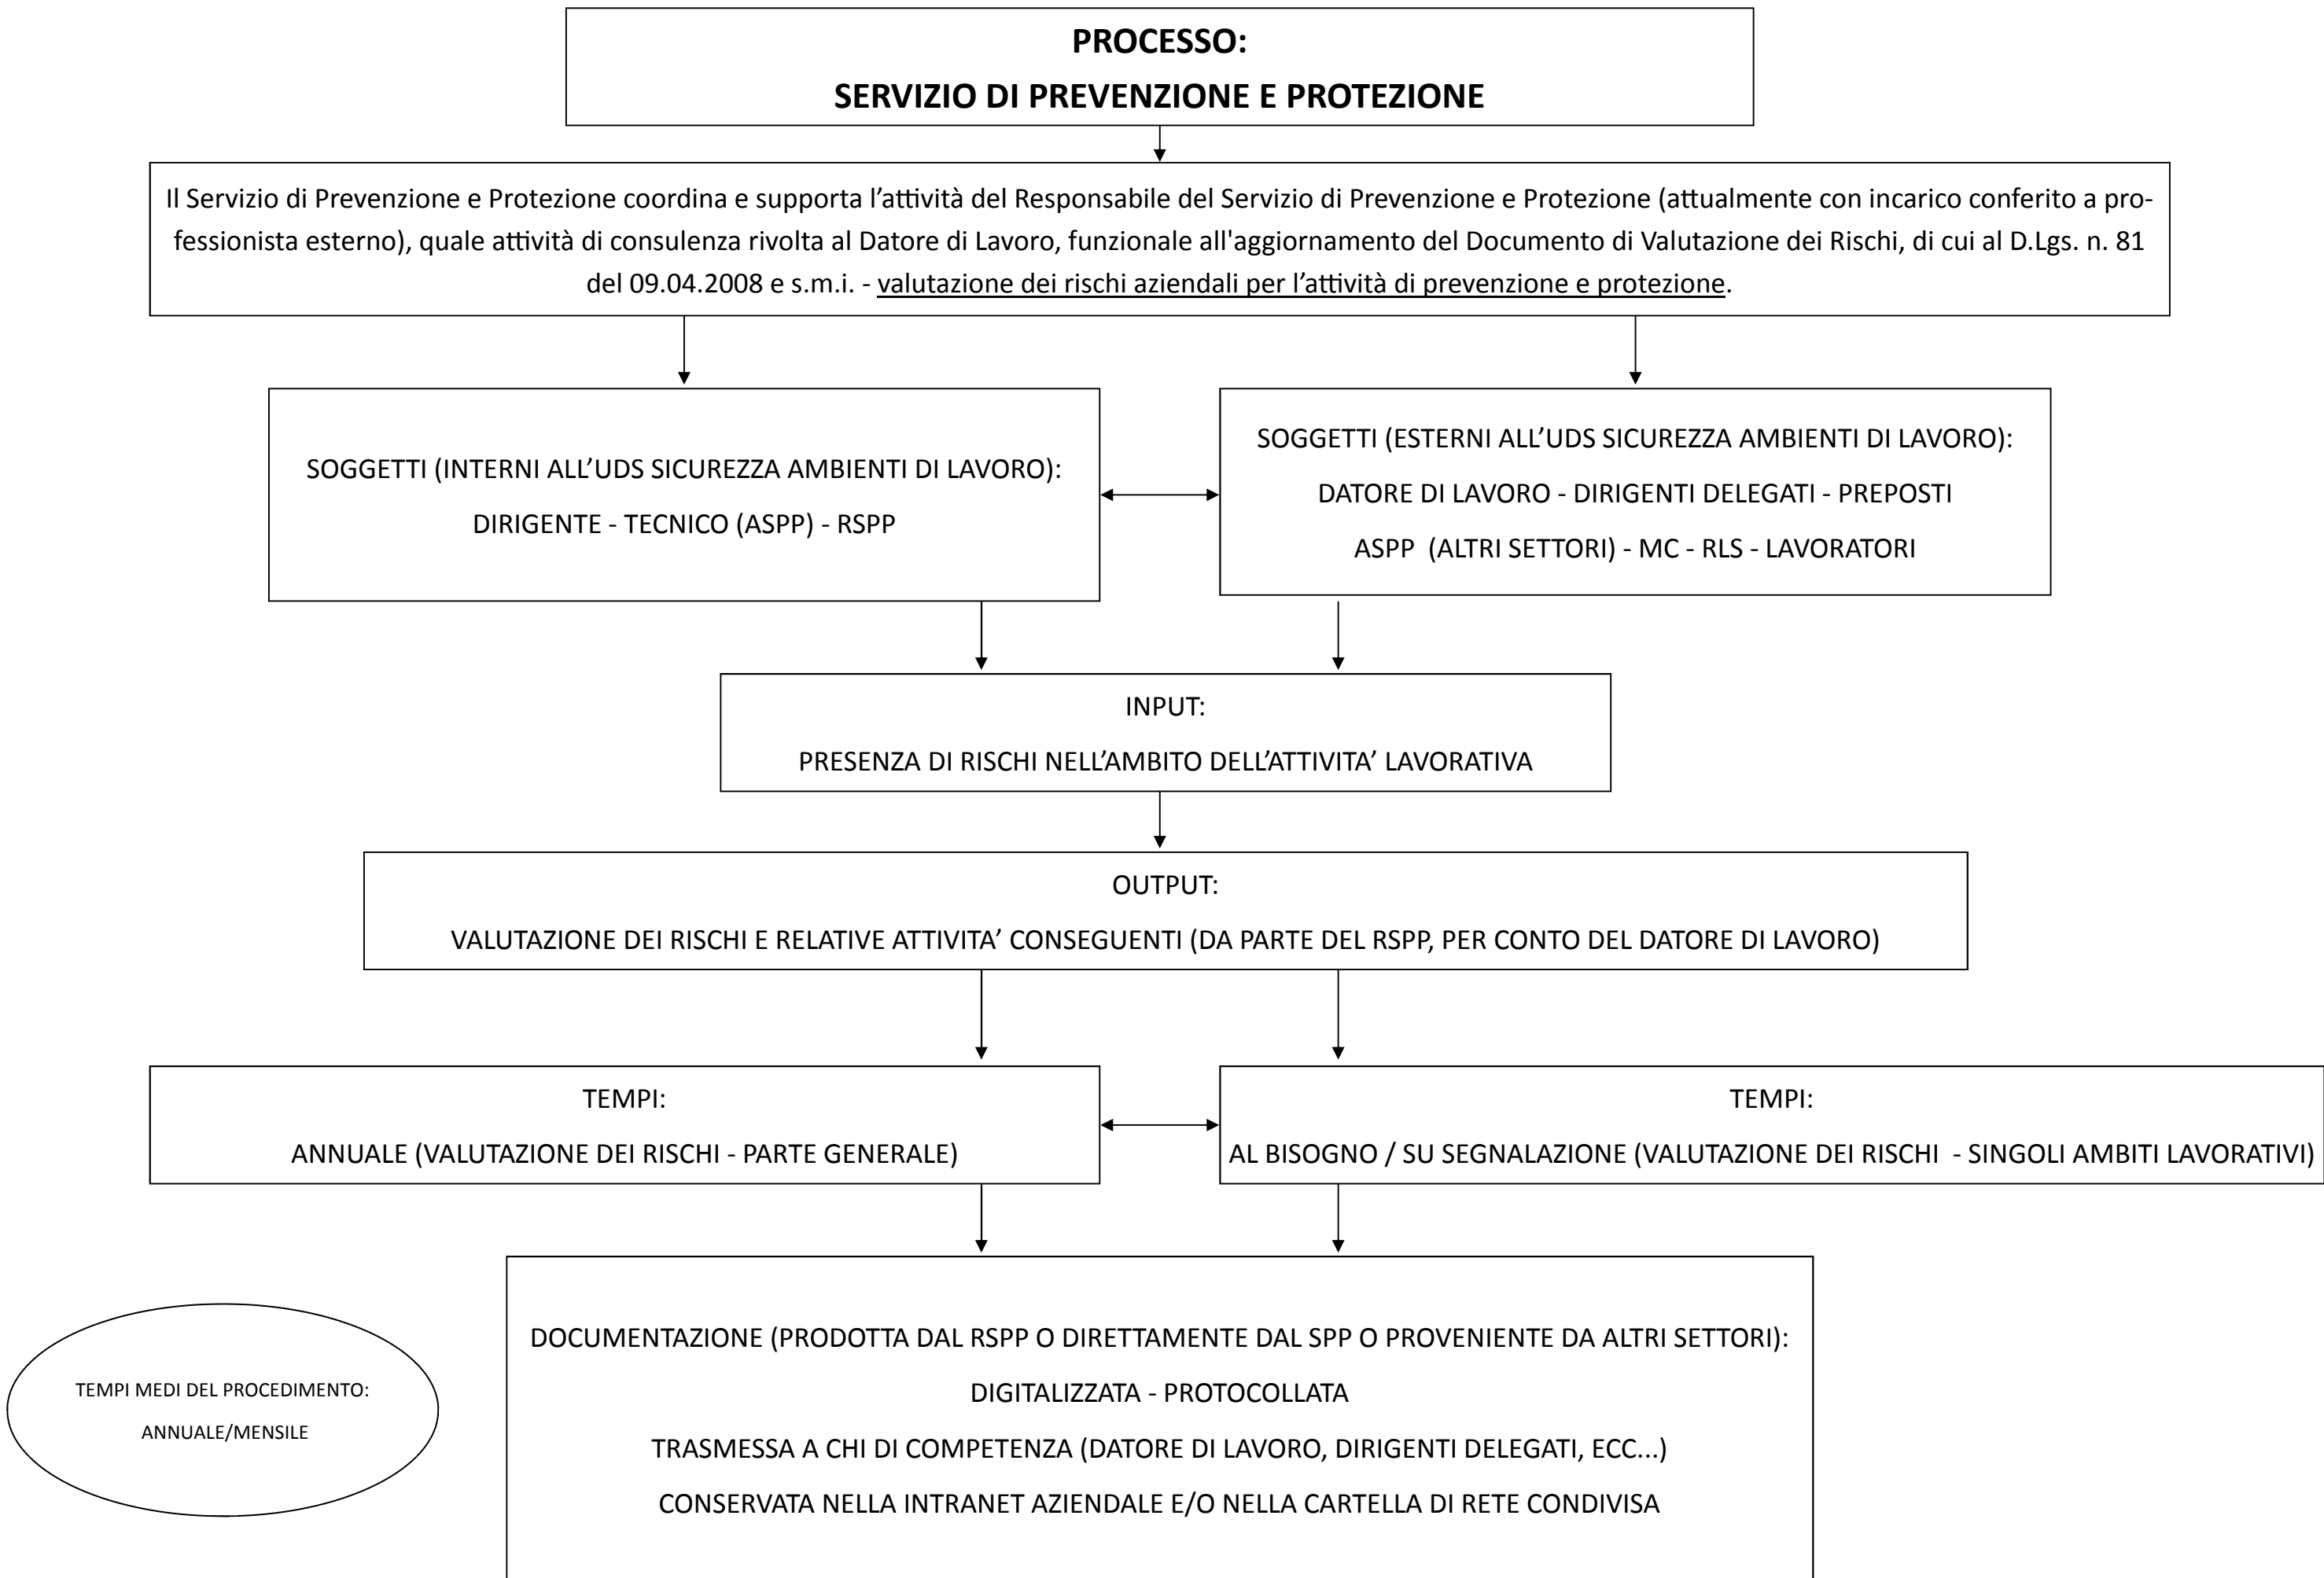 PROCESSO:
SERVIZIO DI PREVENZIONE E PROTEZIONE
Il Servizio di Prevenzione e Protezione coordina e supporta l’attività del Responsabile del Servizio di Prevenzione e Protezione (attualmente con incarico conferito a pro-
fessionista esterno), quale attività di consulenza rivolta al Datore di Lavoro, funzionale all'aggiornamento del Documento di Valutazione dei Rischi, di cui al D.Lgs. n. 81
del 09.04.2008 e s.m.i. - valutazione dei rischi aziendali per l’attività di prevenzione e protezione.
SOGGETTI (INTERNI ALL’UDS SICUREZZA AMBIENTI DI LAVORO):
DIRIGENTE - TECNICO (ASPP) - RSPP
SOGGETTI (ESTERNI ALL’UDS SICUREZZA AMBIENTI DI LAVORO):
DATORE DI LAVORO - DIRIGENTI DELEGATI - PREPOSTI
ASPP  (ALTRI SETTORI) - MC - RLS - LAVORATORI
INPUT:
PRESENZA DI RISCHI NELL’AMBITO DELL’ATTIVITA’ LAVORATIVA
OUTPUT:
VALUTAZIONE DEI RISCHI E RELATIVE ATTIVITA’ CONSEGUENTI (DA PARTE DEL RSPP, PER CONTO DEL DATORE DI LAVORO)
TEMPI:
ANNUALE (VALUTAZIONE DEI RISCHI - PARTE GENERALE)
TEMPI:
AL BISOGNO / SU SEGNALAZIONE (VALUTAZIONE DEI RISCHI  - SINGOLI AMBITI LAVORATIVI)
DOCUMENTAZIONE (PRODOTTA DAL RSPP O DIRETTAMENTE DAL SPP O PROVENIENTE DA ALTRI SETTORI):
DIGITALIZZATA - PROTOCOLLATA
TRASMESSA A CHI DI COMPETENZA (DATORE DI LAVORO, DIRIGENTI DELEGATI, ECC...)
CONSERVATA NELLA INTRANET AZIENDALE E/O NELLA CARTELLA DI RETE CONDIVISA
TEMPI MEDI DEL PROCEDIMENTO:
ANNUALE/MENSILE